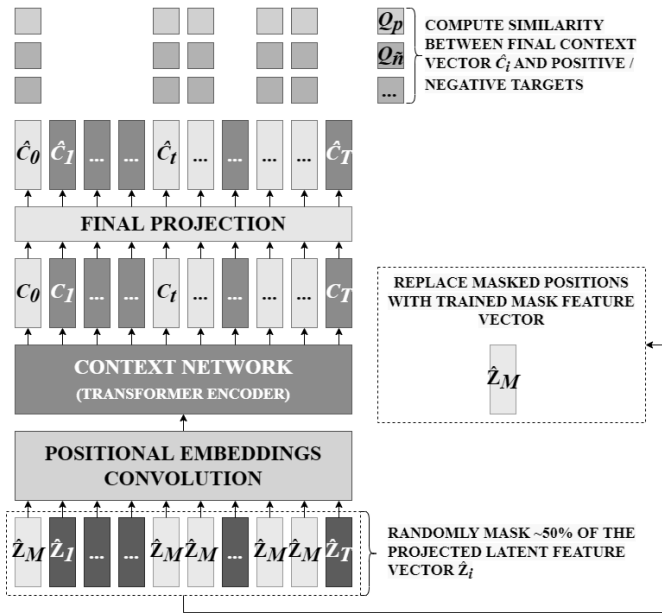 Q_p
Q_ñ
...
COMPUTE SIMILARITY
BETWEEN FINAL CONTEXT
VECTOR Ĉ_i AND POSITIVE /
NEGATIVE TARGETS
Ĉ_0 Ĉ_1 ... ... Ĉ_t ... ... ... ... Ĉ_T
FINAL PROJECTION
C_0 C_1 ... ... C_t ... ... ... ... C_T
CONTEXT NETWORK
(TRANSFORMER ENCODER)
REPLACE MASKED POSITIONS
WITH TRAINED MASK FEATURE
VECTOR
Ẑ_M
POSITIONAL EMBEDDINGS
CONVOLUTION
Ẑ_M Ẑ_1 ... ... Ẑ_M Ẑ_M ... Ẑ_M Ẑ_M Ẑ_T
RANDOMLY MASK ~50% OF THE
PROJECTED LATENT FEATURE
VECTOR Ẑ_i